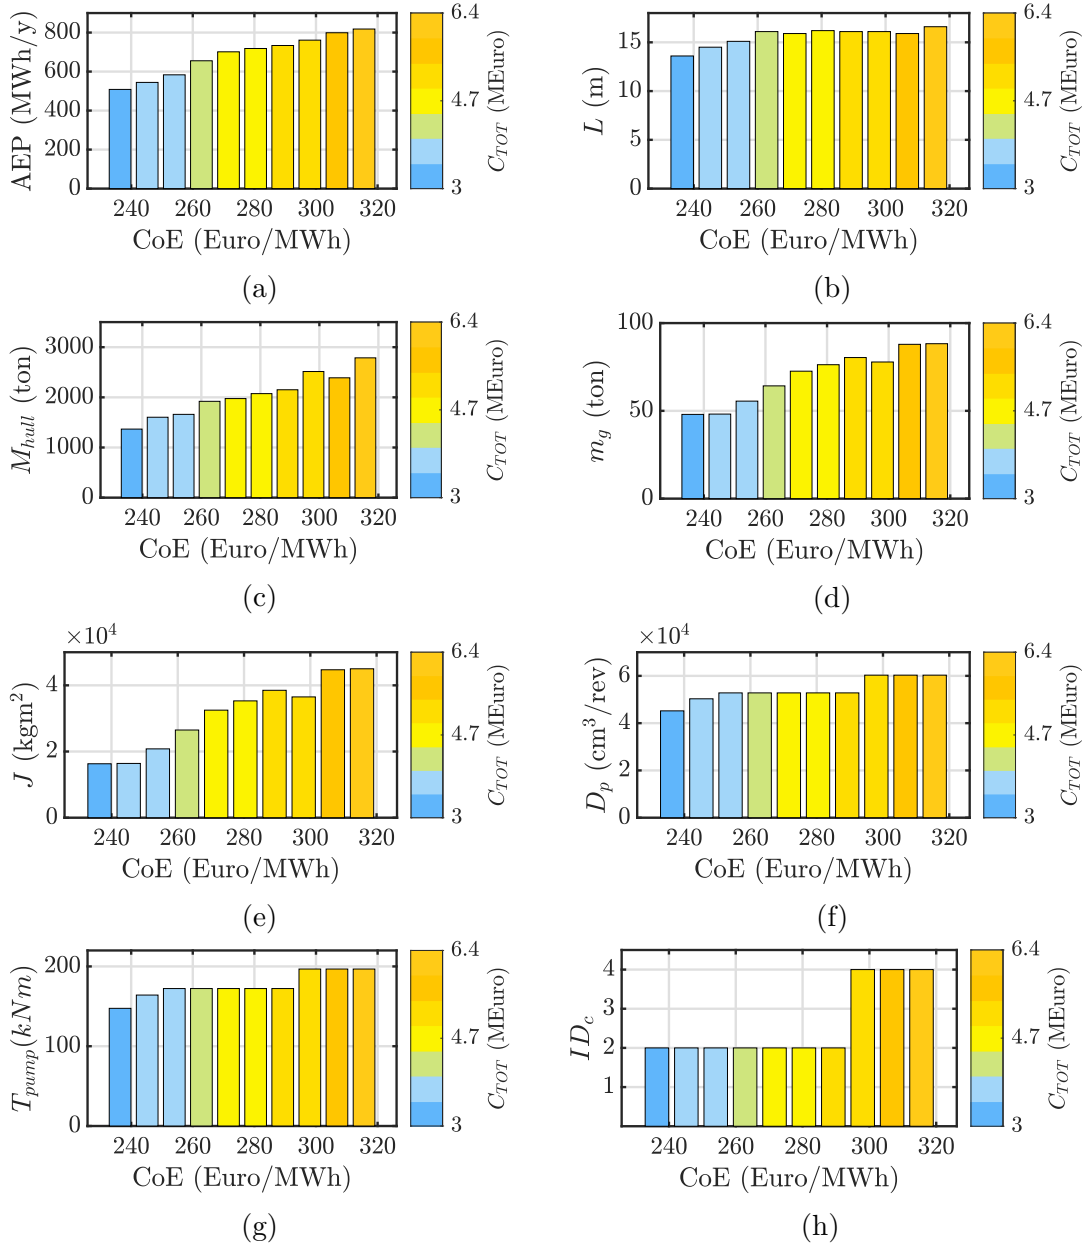 800
600
400
200
0
AEP (MWh/y)
240 260 280 300 320
CoE (Euro/MWh)
6.4
4.7
3
C_TOT (MEuro)
(a)
15
10
5
0
L (m)
240 260 280 300 320
CoE (Euro/MWh)
6.4
4.7
3
C_TOT (MEuro)
(b)
3000
2000
1000
0
M_hull (ton)
240 260 280 300 320
CoE (Euro/MWh)
6.4
4.7
3
C_TOT (MEuro)
(c)
100
50
0
m_g (ton)
240 260 280 300 320
CoE (Euro/MWh)
6.4
4.7
3
C_TOT (MEuro)
(d)
×10⁴
4
2
0
J (kgm²)
240 260 280 300 320
CoE (Euro/MWh)
6.4
4.7
3
C_TOT (MEuro)
(e)
×10⁴
6
4
2
0
D_p (cm³/rev)
240 260 280 300 320
CoE (Euro/MWh)
6.4
4.7
3
C_TOT (MEuro)
(f)
200
100
0
T_pump(kNm)
240 260 280 300 320
CoE (Euro/MWh)
6.4
4.7
3
C_TOT (MEuro)
(g)
4
3
2
1
ID_c
240 260 280 300 320
CoE (Euro/MWh)
6.4
4.7
3
C_TOT (MEuro)
(h)